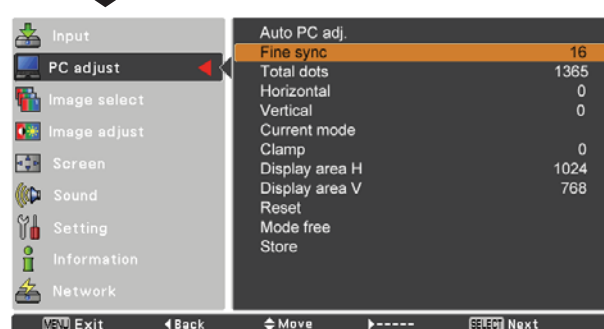 Input
PC adjust
Image select
Image adjust
Screen
Sound
Setting
Information
Network
Auto PC adj.
Fine sync 16
Total dots 1365
Horizontal 0
Vertical 0
Current mode
Clamp 0
Display area H 1024
Display area V 768
Reset
Mode free
Store
MENU Exit ◀Back Move ▶----- SELECT Next